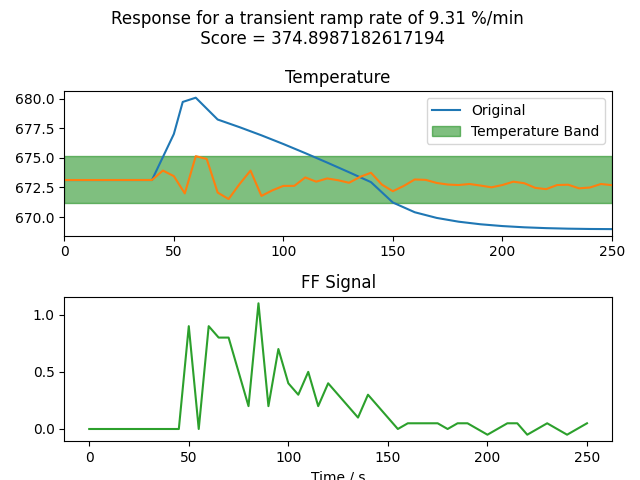 Response for a transient ramp rate of 9.31 %/min
Score = 374.8987182617194
Temperature
680.0
677.5
675.0
672.5
670.0
Original
Temperature Band
0 50 100 150 200 250
FF Signal
1.0
0.5
0.0
0 50 100 150 200 250
Time / s